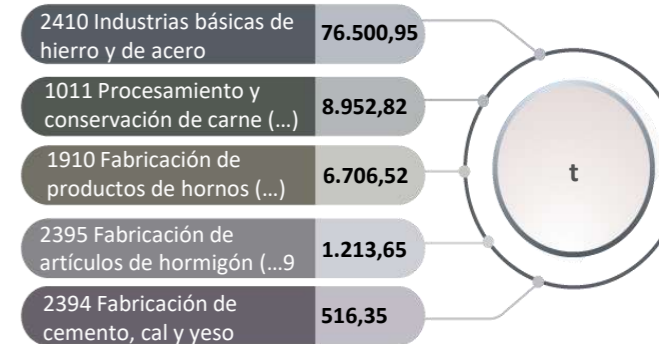 2410 Industrias básicas de
hierro y de acero
76.500,95
1011 Procesamiento y
conservación de carne (...)
8.952,82
1910 Fabricación de
productos de hornos (...)
6.706,52
2395 Fabricación de
artículos de hormigón (...9
1.213,65
2394 Fabricación de
cemento, cal y yeso
516,35
t